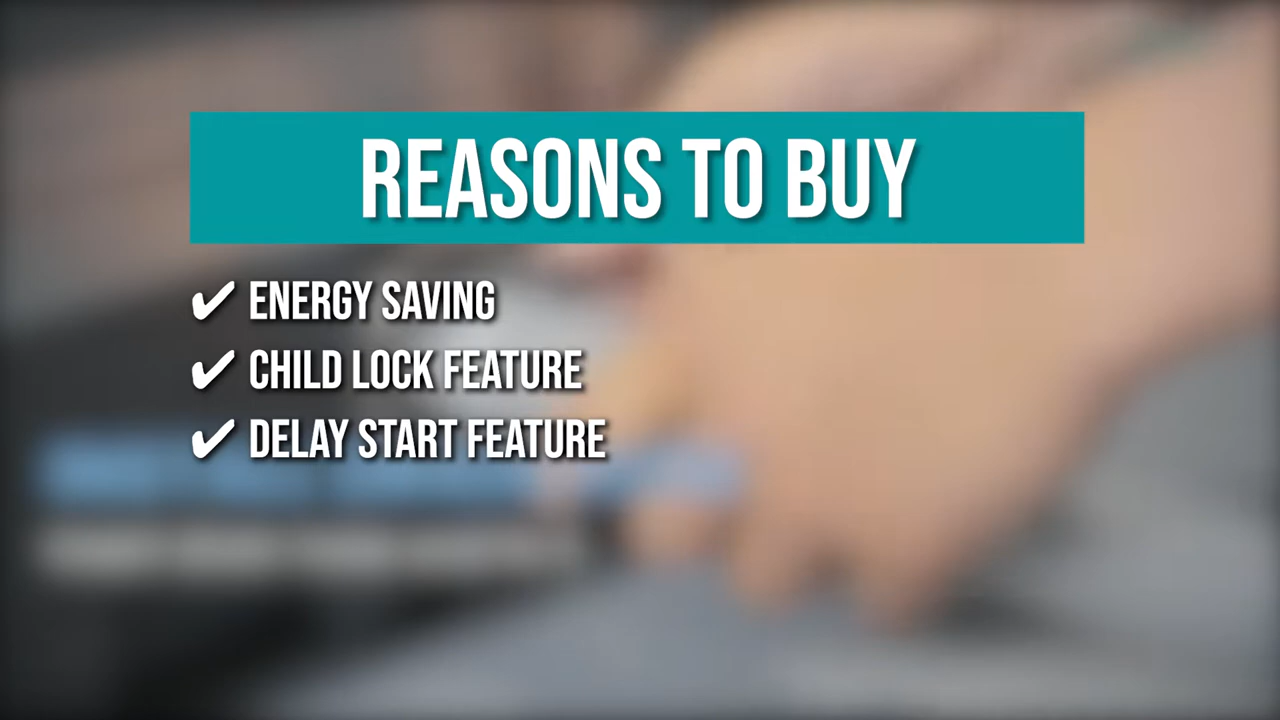 REASONS TO BUY
✔ ENERGY SAVING
✔ CHILD LOCK FEATURE
✔ DELAY START FEATURE